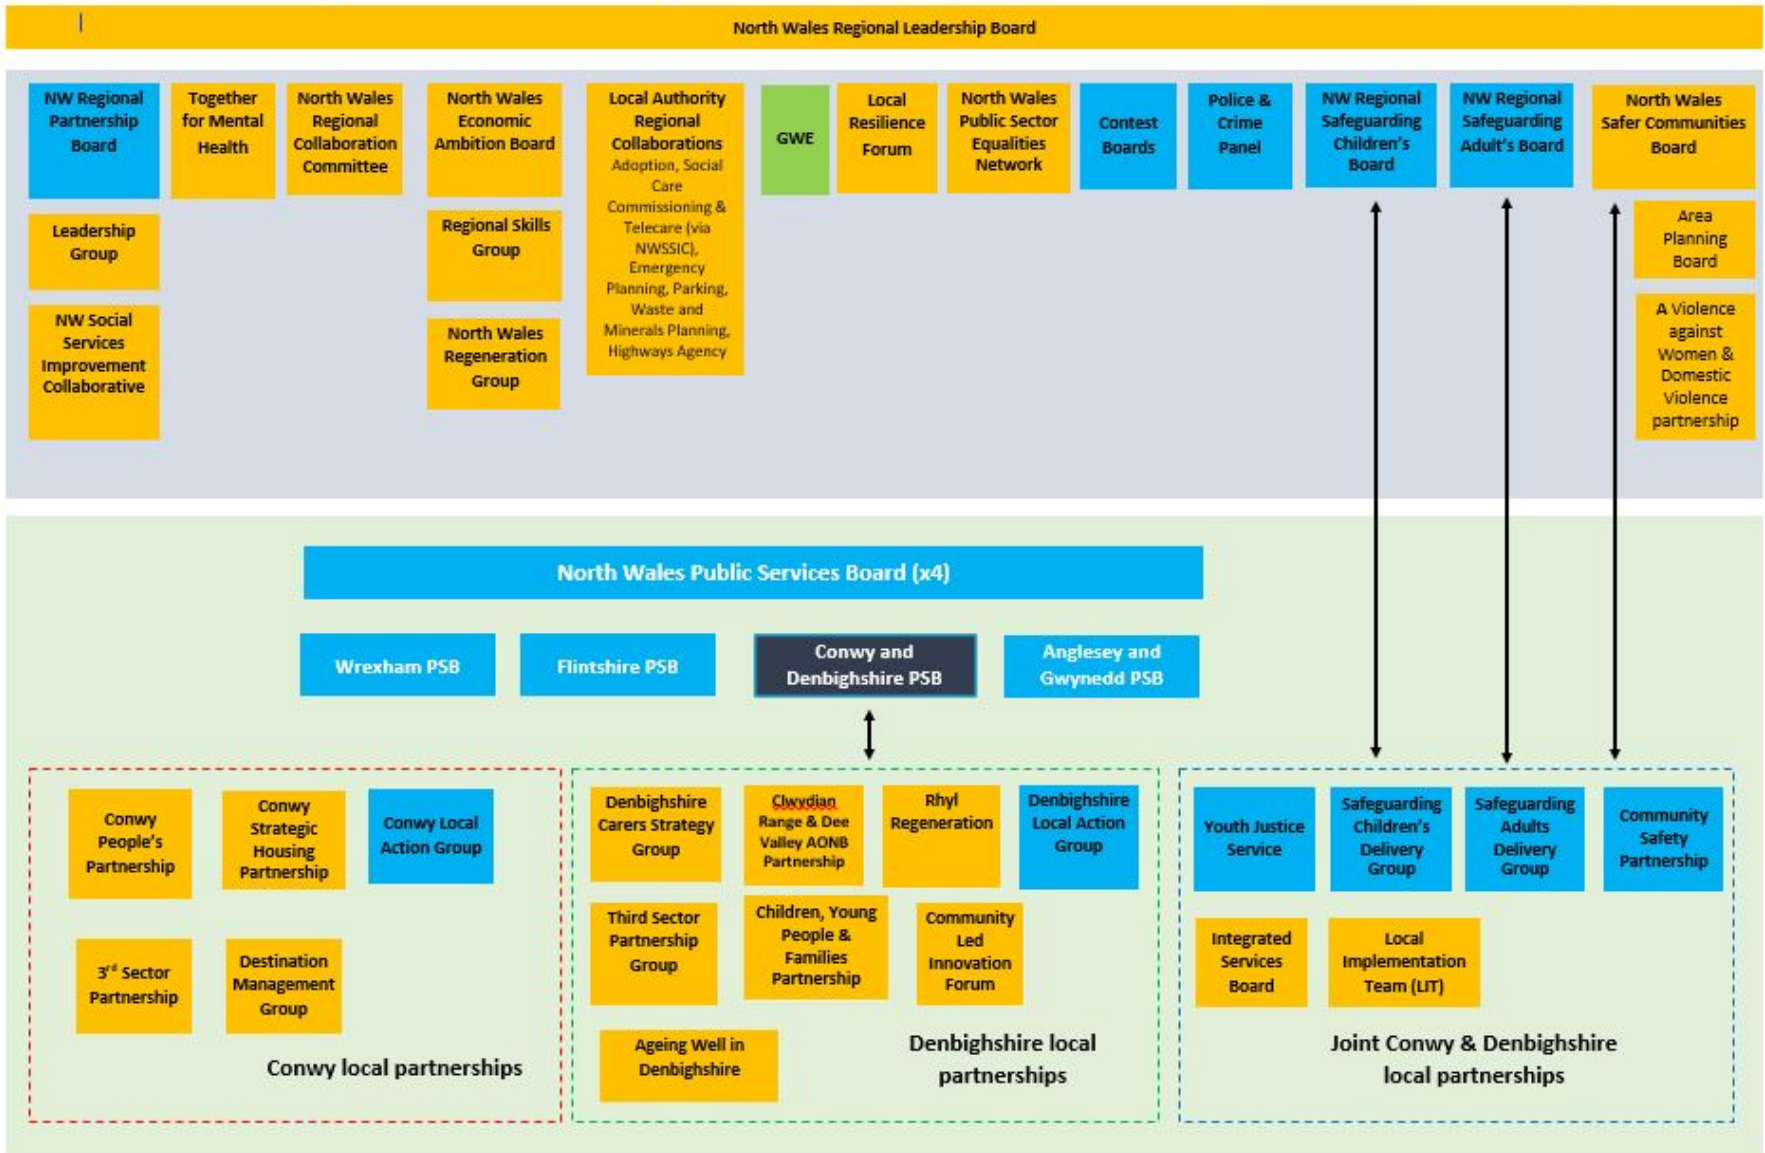 North Wales Regional Leadership Board
NW Regional
Partnership
Board
Together
for Mental
Health
North Wales
Regional
Collaboration
Committee
North Wales
Economic
Ambition Board
Local Authority
Regional
Collaborations
Adoption, Social
Care
Commissioning &
Telecare (via
NWSSIC),
Emergency
Planning, Parking,
Waste and
Minerals Planning,
Highways Agency
GWE
Local
Resilience
Forum
North Wales
Public Sector
Equalities
Network
Contest
Boards
Police &
Crime
Panel
NW Regional
Safeguarding
Children's
Board
NW Regional
Safeguarding
Adult's Board
North Wales
Safer Communities
Board
Leadership
Group
Regional Skills
Group
Area
Planning
Board
NW Social
Services
Improvement
Collaborative
North Wales
Regeneration
Group
A Violence
against
Women &
Domestic
Violence
partnership
North Wales Public Services Board (x4)
Wrexham PSB
Flintshire PSB
Conwy and
Denbighshire PSB
Anglesey and
Gwynedd PSB
Conwy
People's
Partnership
Conwy
Strategic
Housing
Partnership
Conwy Local
Action Group
3rd Sector
Partnership
Destination
Management
Group
Conwy local partnerships
Denbighshire
Carers Strategy
Group
Clwydian
Range & Dee
Valley AONB
Partnership
Rhyl
Regeneration
Denbighshire
Local Action
Group
Third Sector
Partnership
Group
Children, Young
People &
Families
Partnership
Community
Led
Innovation
Forum
Ageing Well in
Denbighshire
Denbighshire local
partnerships
Youth Justice
Service
Safeguarding
Children's
Delivery
Group
Safeguarding
Adults
Delivery
Group
Community
Safety
Partnership
Integrated
Services
Board
Local
Implementation
Team (LIT)
Joint Conwy & Denbighshire
local partnerships